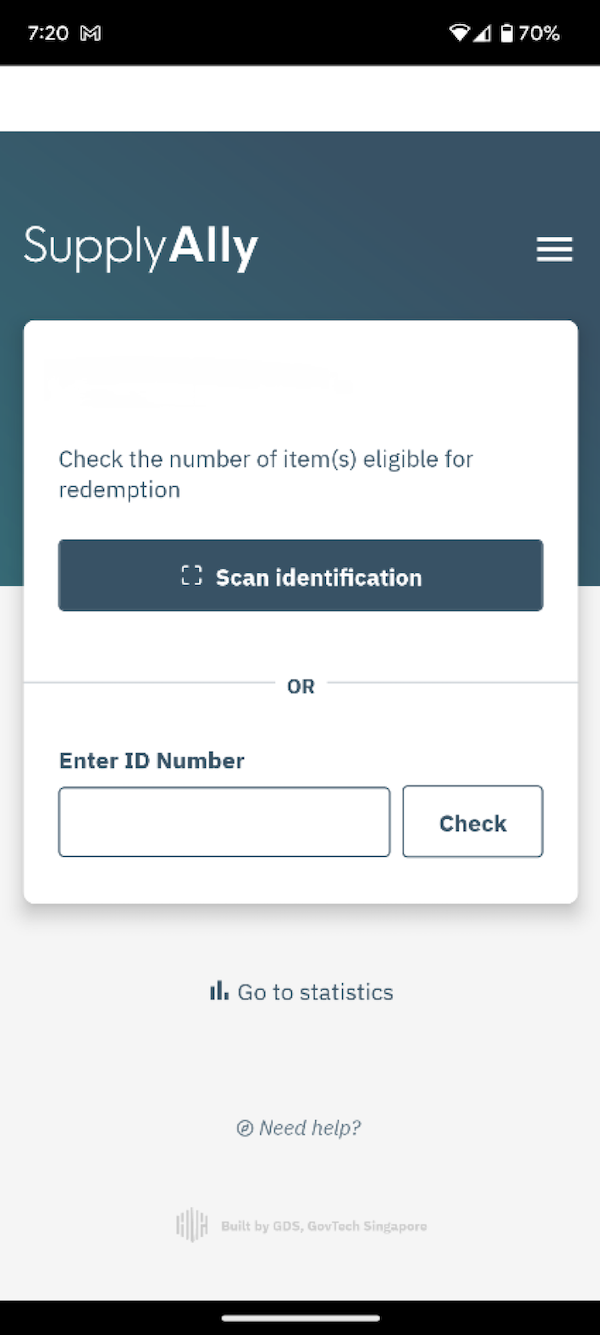 7:20
70%
SupplyAlly
Check the number of item(s) eligible for
redemption
Scan identification
OR
Enter ID Number
Check
Go to statistics
Need help?
Built by GDS, GovTech Singapore